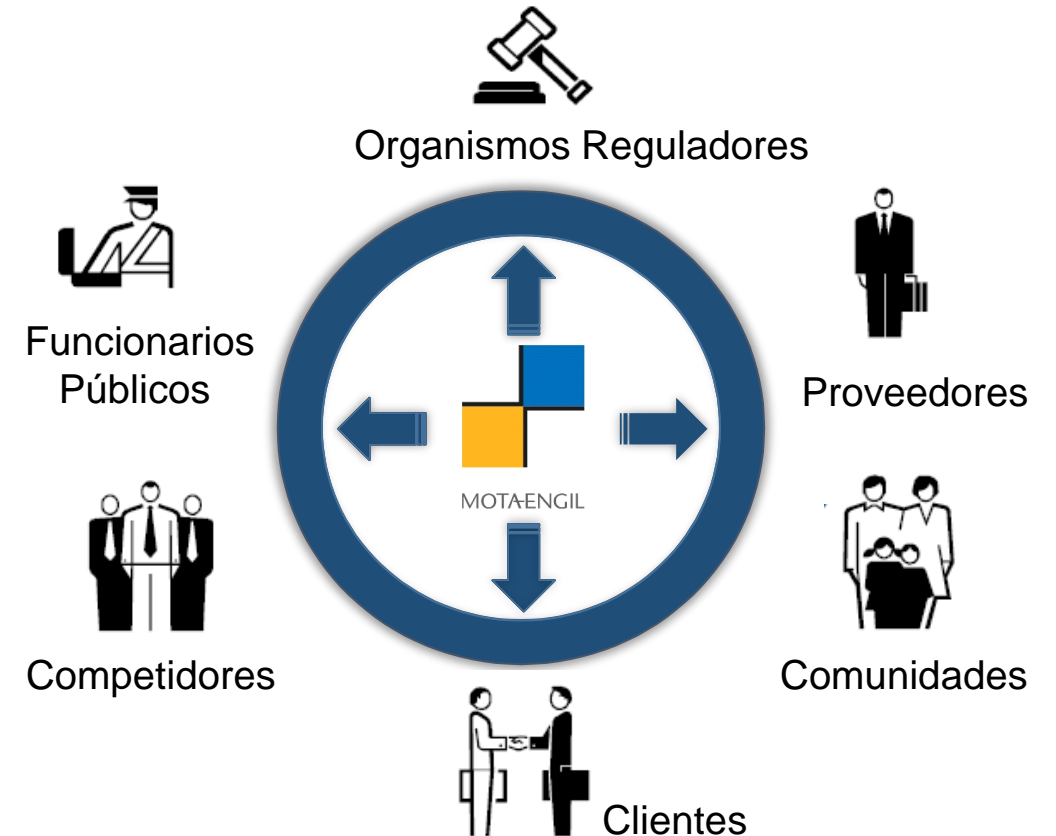 Organismos Reguladores
Funcionarios
Públicos
Proveedores
MOTA-ENGIL
Competidores
Comunidades
Clientes